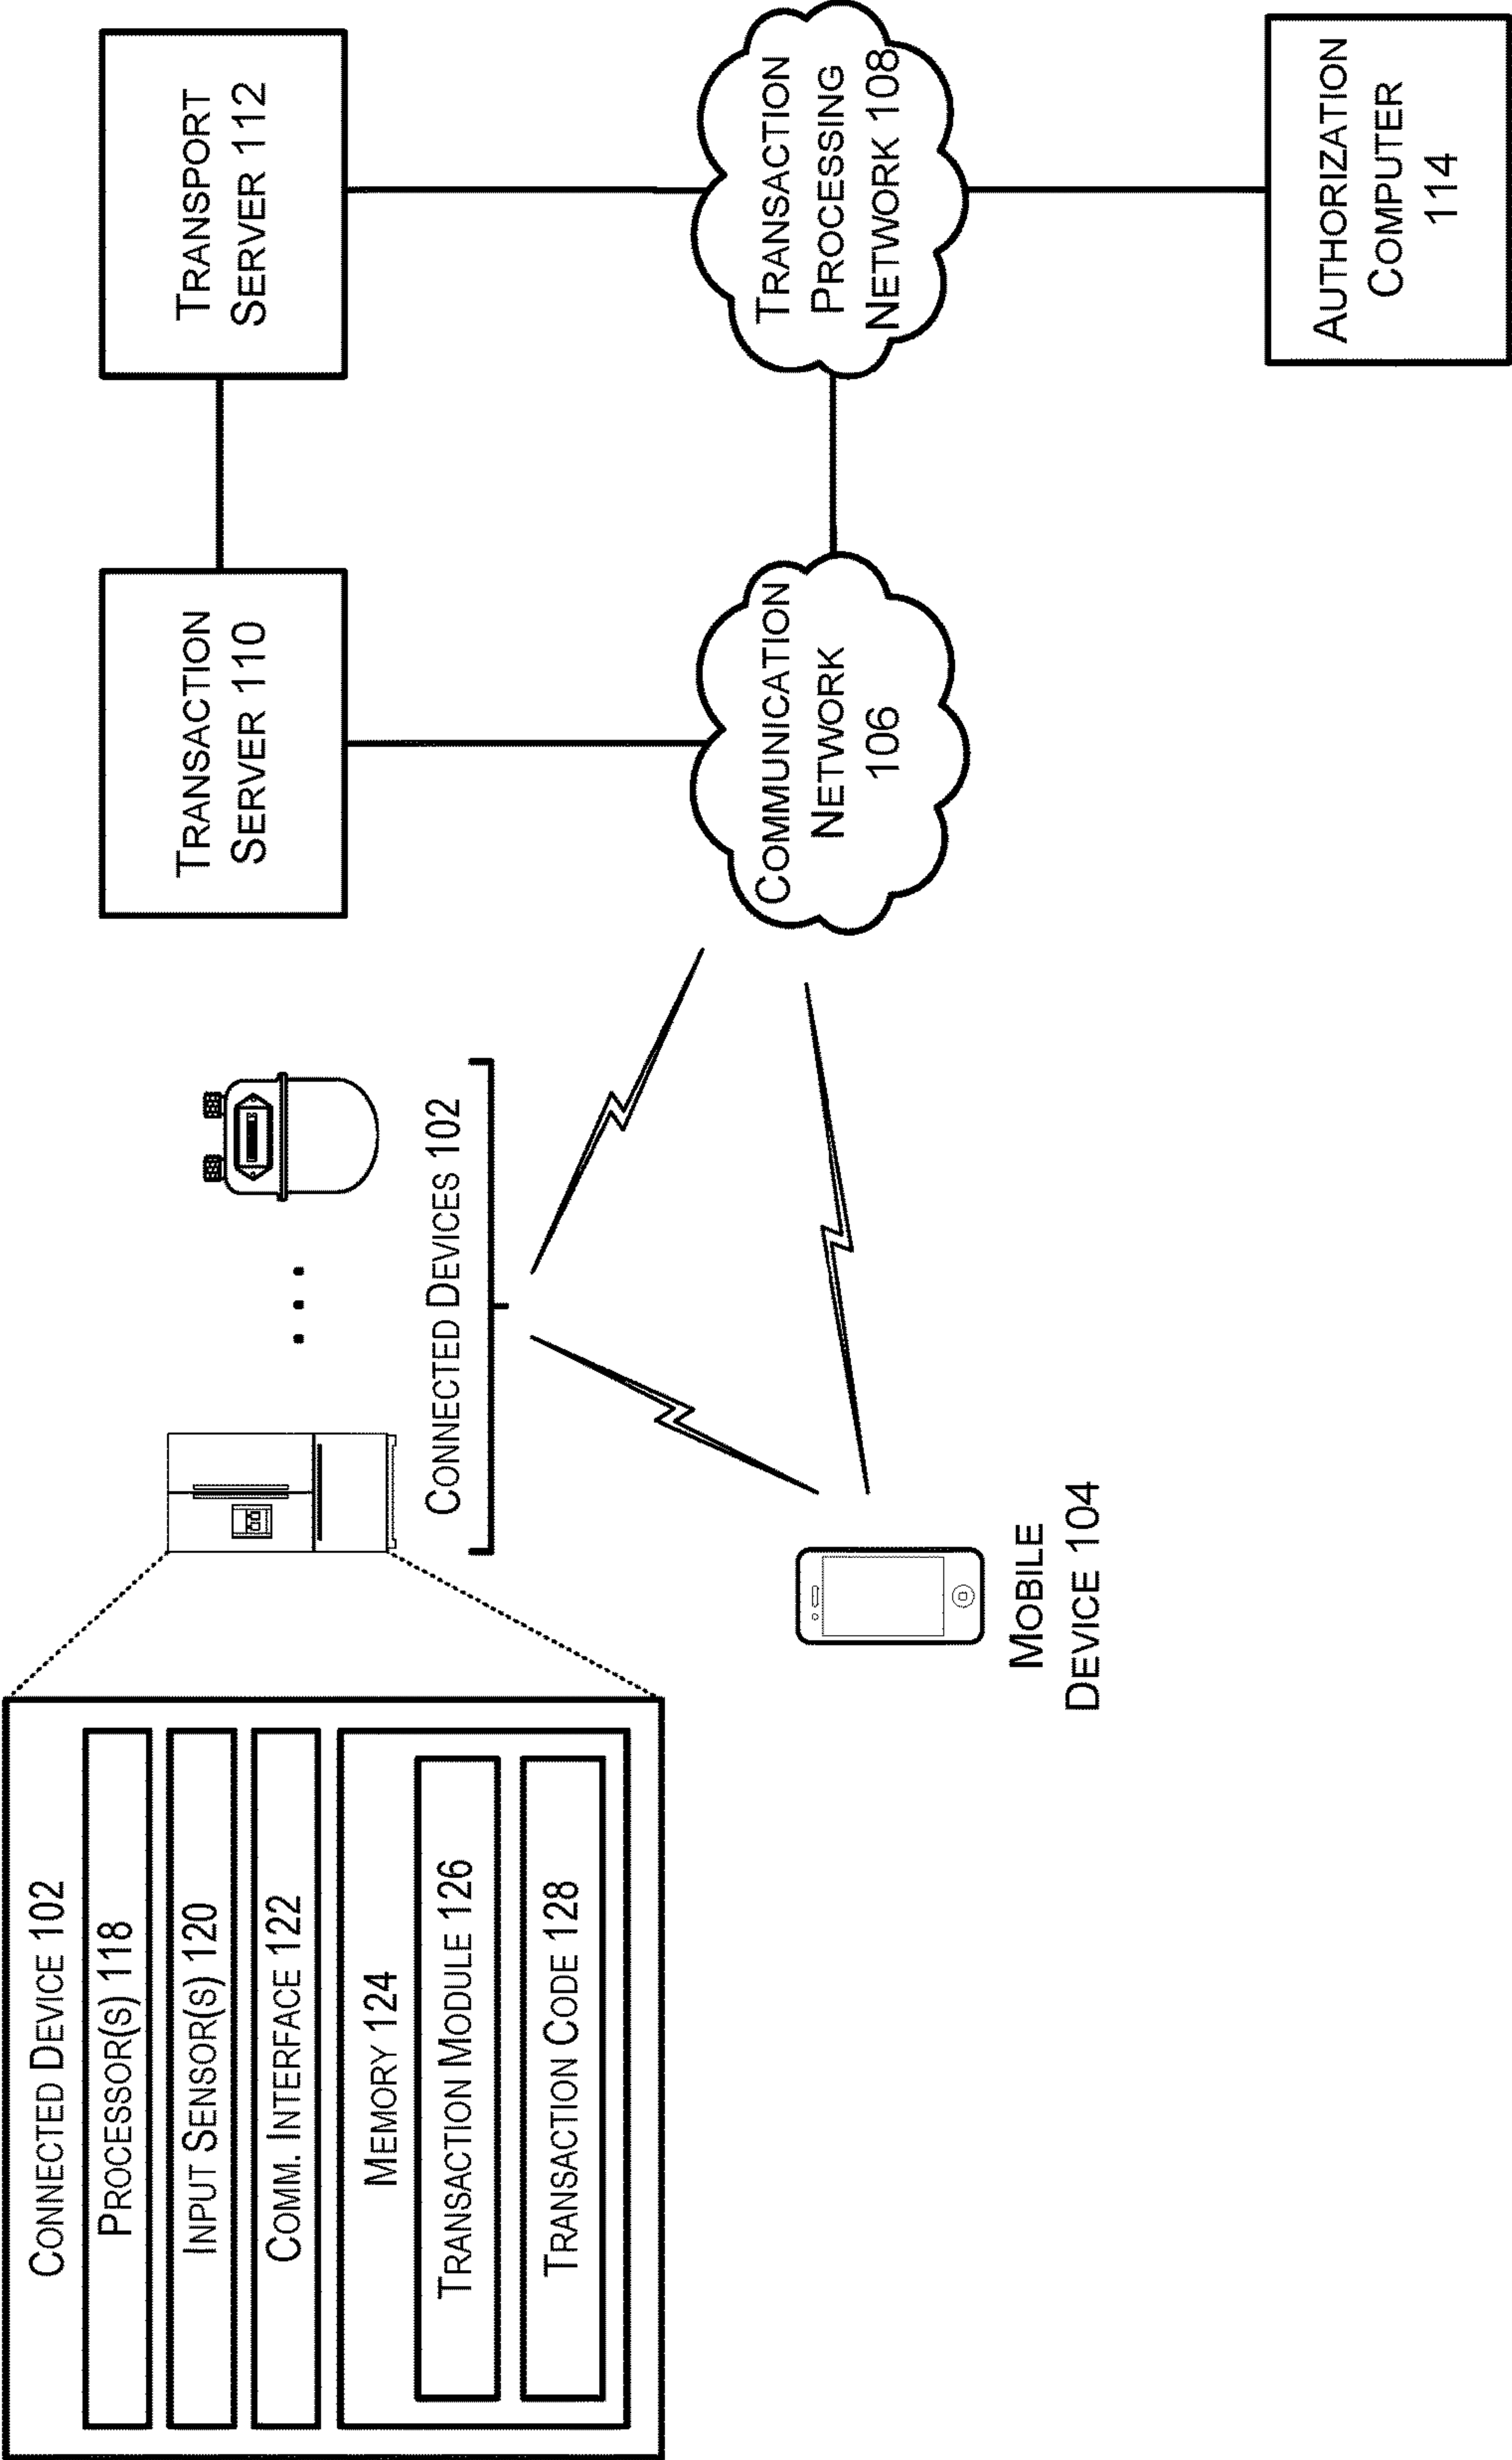 CONNECTED DEVICE 102
PROCESSOR(S) 118
INPUT SENSOR(S) 120
COMM. INTERFACE 122
MEMORY 124
TRANSACTION MODULE 126
TRANSACTION CODE 128
CONNECTED DEVICES 102
MOBILE
DEVICE 104
TRANSACTION
SERVER 110
TRANSPORT
SERVER 112
COMMUNICATION
NETWORK
106
TRANSACTION
PROCESSING
NETWORK 108
AUTHORIZATION
COMPUTER
114